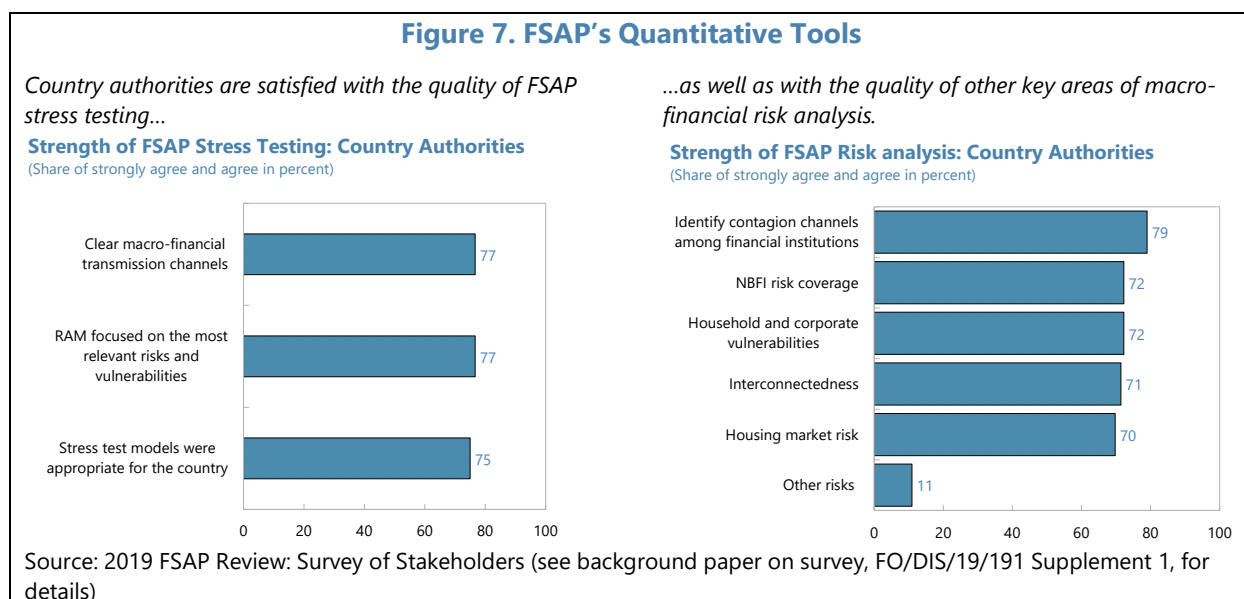 Figure 7. FSAP's Quantitative Tools
Country authorities are satisfied with the quality of FSAP
stress testing…
Strength of FSAP Stress Testing: Country Authorities
(Share of strongly agree and agree in percent)
Clear macro-financial
transmission channels
77
RAM focused on the most
relevant risks and
vulnerabilities
77
Stress test models were
appropriate for the country
75
0 20 40 60 80 100
…as well as with the quality of other key areas of macro-
financial risk analysis.
Strength of FSAP Risk analysis: Country Authorities
(Share of strongly agree and agree in percent)
Identify contagion channels
among financial institutions
79
NBFI risk coverage
72
Household and corporate
vulnerabilities
72
Interconnectedness
71
Housing market risk
70
Other risks
11
0 20 40 60 80 100
Source: 2019 FSAP Review: Survey of Stakeholders (see background paper on survey, FO/DIS/19/191 Supplement 1, for
details)